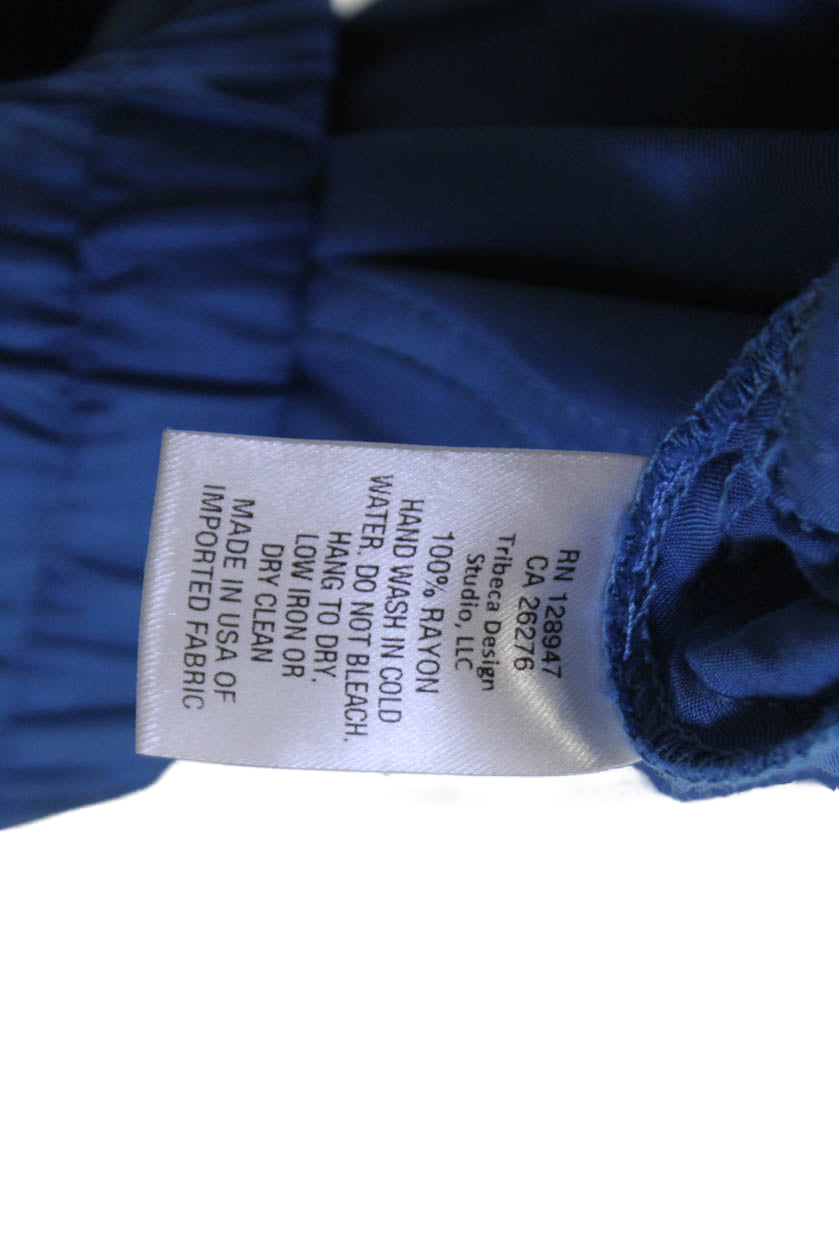 RN 128947
CA 26276
Tribeca Design
Studio, LLC
100% RAYON
HAND WASH IN COLD
WATER, DO NOT BLEACH,
HANG TO DRY,
LOW IRON OR
DRY CLEAN
MADE IN USA OF
IMPORTED FABRIC